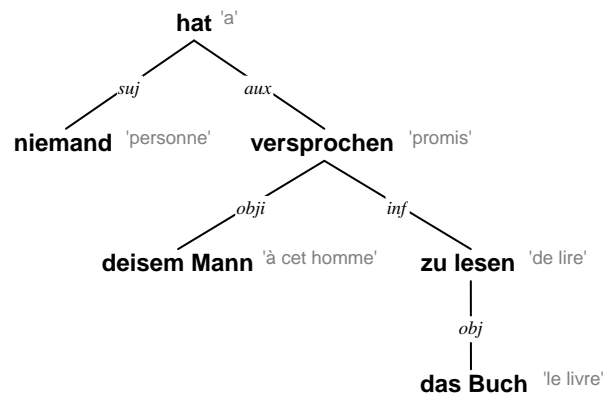 hat 'a'
suj aux
niemand 'personne' versprochen 'promis'
obji inf
deisem Mann 'à cet homme' zu lesen 'de lire'
obj
das Buch 'le livre'